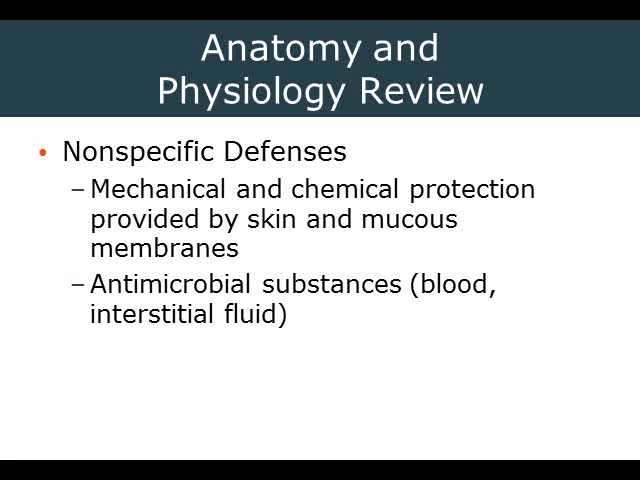 Anatomy and
Physiology Review
• Nonspecific Defenses
– Mechanical and chemical protection
provided by skin and mucous
membranes
– Antimicrobial substances (blood,
interstitial fluid)